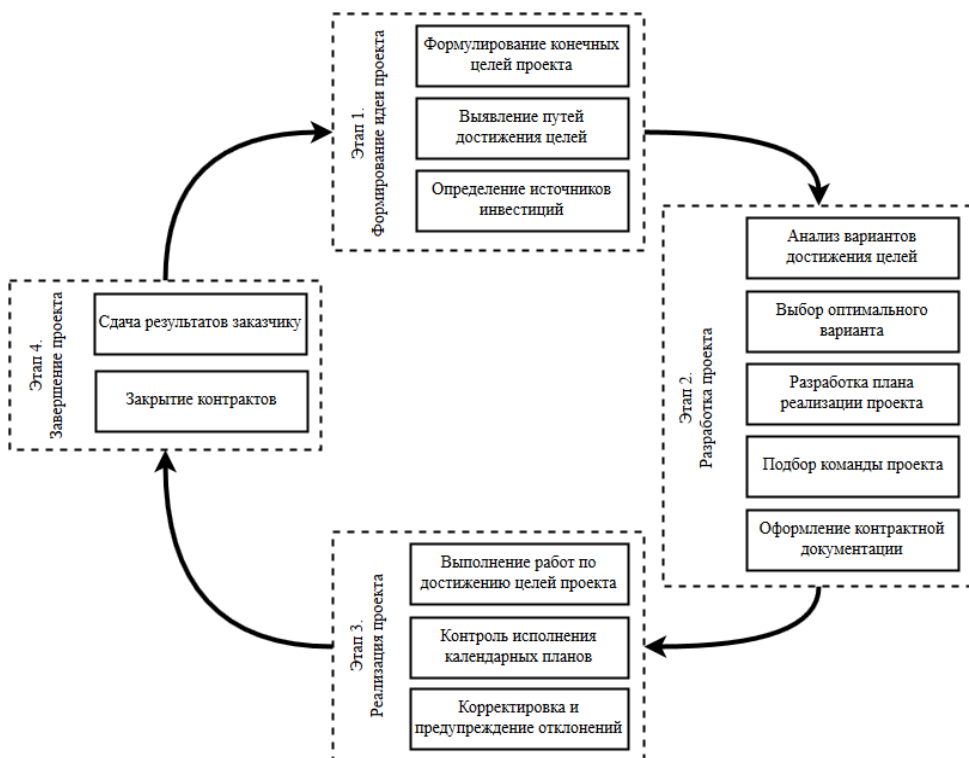 Этап 1.
Формирование идеи проекта
Формулирование конечных
целей проекта
Выявление путей
достижения целей
Определение источников
инвестиций
Этап 2.
Разработка проекта
Анализ вариантов
достижения целей
Выбор оптимального
варианта
Разработка плана
реализации проекта
Подбор команды проекта
Оформление контрактной
документации
Этап 3.
Реализация проекта
Выполнение работ по
достижению целей проекта
Контроль исполнения
календарных планов
Корректировка и
предупреждение отклонений
Этап 4.
Завершение проекта
Сдача результатов заказчику
Закрытие контрактов